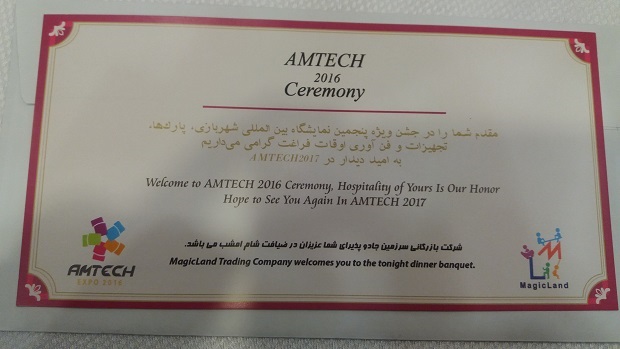 AMTECH
2016
Ceremony
مقدم شما را در جشن ویژه پنجمین نمایشگاه بین المللی شهربازی، پارکها،
تجهیزات و فن آوری اوقات فراغت گرامی می‌داریم
به امید دیدار در AMTECH2017
Welcome to AMTECH 2016 Ceremony, Hospitality of Yours Is Our Honor
Hope to See You Again In AMTECH 2017
شرکت بازرگانی سرزمین جادو پذیرای شما عزیزان در ضیافت شام امشب می باشد.
MagicLand Trading Company welcomes you to the tonight dinner banquet.
AMTECH
EXPO 2016
MagicLand